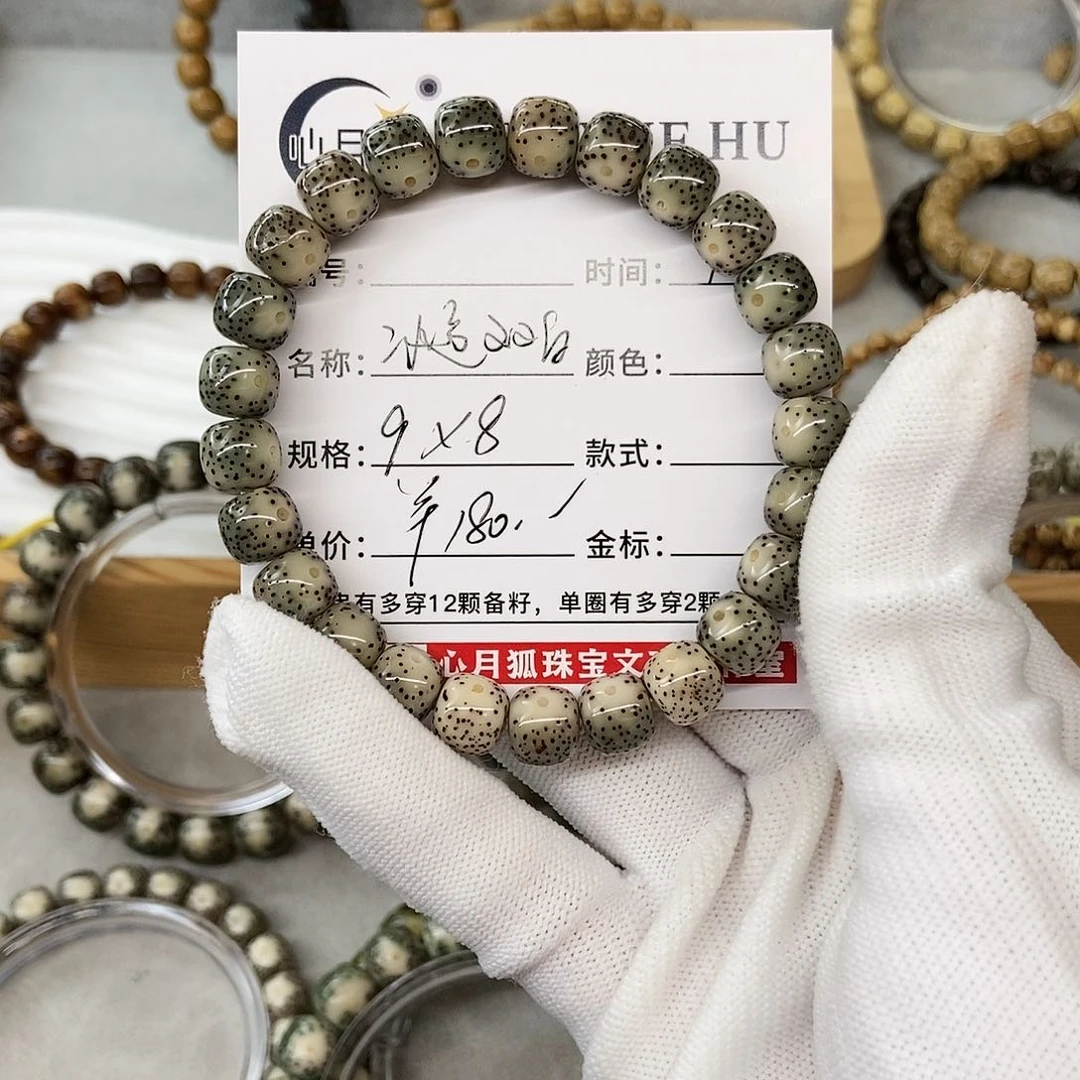 心月 HU
号： 时间：
名称： 颜色：
规格：9×8 款式：
单价：¥180. 金标：
有多穿12颗备籽，单圈有多穿2颗
心月狐珠宝文